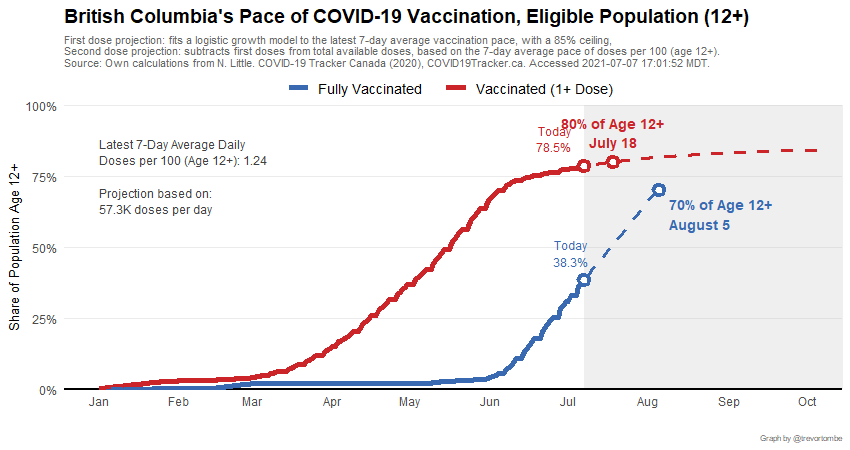 British Columbia's Pace of COVID-19 Vaccination, Eligible Population (12+)
First dose projection: fits a logistic growth model to the latest 7-day average vaccination pace, with a 85% ceiling,
Second dose projection: subtracts first doses from total available doses, based on the 7-day average pace of doses per 100 (age 12+).
Source: Own calculations from N. Little. COVID-19 Tracker Canada (2020), COVID19Tracker.ca. Accessed 2021-07-07 17:01:52 MDT.
Fully Vaccinated
Vaccinated (1+ Dose)
Share of Population Age 12+
100%
75%
50%
25%
0%
Latest 7-Day Average Daily
Doses per 100 (Age 12+): 1.24
Projection based on:
57.3K doses per day
Today
78.5%
80% of Age 12+
July 18
Today
38.3%
70% of Age 12+
August 5
Jan
Feb
Mar
Apr
May
Jun
Jul
Aug
Sep
Oct
Graph by @trevortombe